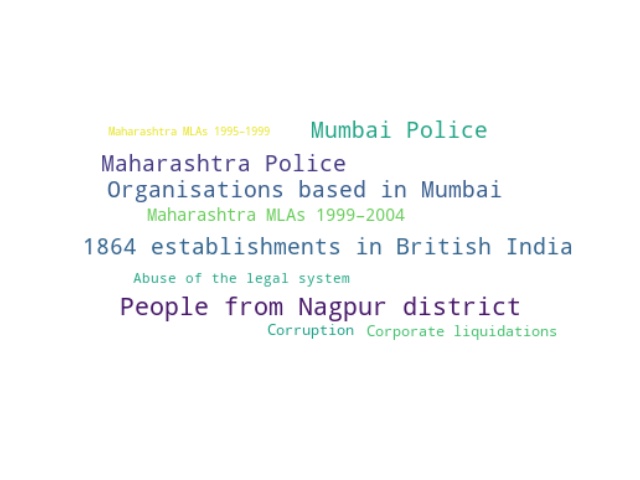 Maharashtra MLAs 1995–1999 Mumbai Police
Maharashtra Police
Organisations based in Mumbai
Maharashtra MLAs 1999–2004
1864 establishments in British India
Abuse of the legal system
People from Nagpur district
Corruption Corporate liquidations